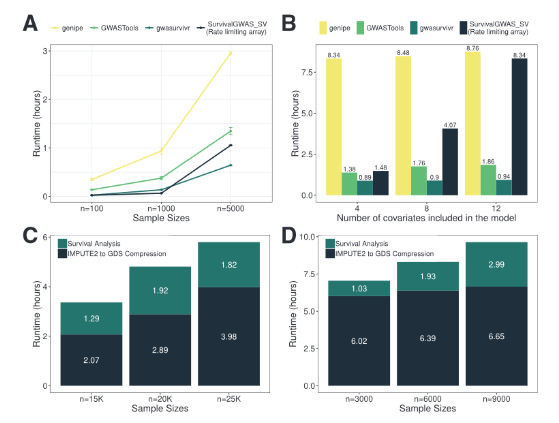 A
genipe GWASTools gwasurvivr SurvivalGWAS_SV
(Rate limiting array)
Runtime (hours)
3
2
1
0
n=100 n=1000 n=5000
Sample Sizes
B
genipe GWASTools gwasurvivr SurvivalGWAS_SV
(Rate limiting array)
Runtime (hours)
7.5
5.0
2.5
0.0
8.34 1.38 0.89 1.48
8.48 1.76 0.9 4.07
8.76 1.86 0.94 8.34
4 8 12
Number of covariates included in the model
C
Survival Analysis
IMPUTE2 to GDS Compression
Runtime (hours)
6
4
2
0
1.29 1.92 1.82
2.07 2.89 3.98
n=15K n=20K n=25K
Sample Sizes
D
Survival Analysis
IMPUTE2 to GDS Compression
Runtime (hours)
10.0
7.5
5.0
2.5
0.0
1.03 1.93 2.99
6.02 6.39 6.65
n=3000 n=6000 n=9000
Sample Sizes